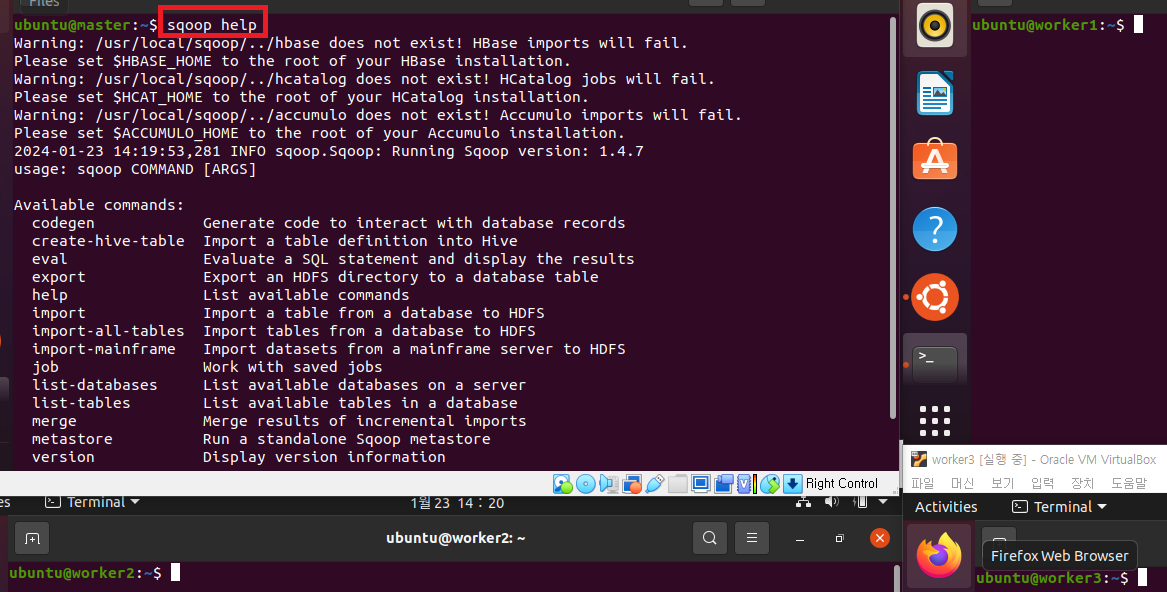 Files
ubuntu@master:~$ sqoop help
Warning: /usr/local/sqoop/../hbase does not exist! HBase imports will fail.
Please set $HBASE_HOME to the root of your HBase installation.
Warning: /usr/local/sqoop/../hcatalog does not exist! HCatalog jobs will fail.
Please set $HCAT_HOME to the root of your HCatalog installation.
Warning: /usr/local/sqoop/../accumulo does not exist! Accumulo imports will fail.
Please set $ACCUMULO_HOME to the root of your Accumulo installation.
2024-01-23 14:19:53,281 INFO sqoop.Sqoop: Running Sqoop version: 1.4.7
usage: sqoop COMMAND [ARGS]
Available commands:
codegen Generate code to interact with database records
create-hive-table Import a table definition into Hive
eval Evaluate a SQL statement and display the results
export Export an HDFS directory to a database table
help List available commands
import Import a table from a database to HDFS
import-all-tables Import tables from a database to HDFS
import-mainframe Import datasets from a mainframe server to HDFS
job Work with saved jobs
list-databases List available databases on a server
list-tables List available tables in a database
merge Merge results of incremental imports
metastore Run a standalone Sqoop metastore
version Display version information
Right Control
ubuntu@worker1:~$
es Terminal 1월 23 14 : 20
ubuntu@worker2: ~
ubuntu@worker2:~$
worker3 [실행 중] - Oracle VM VirtualBox
파일 머신 보기 입력 장치 도움말
Activities Terminal
Firefox Web Browser
ubuntu@worker3:~$